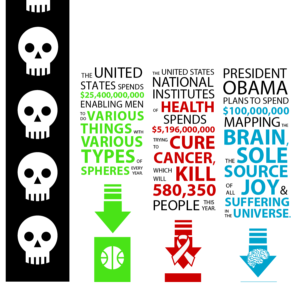 THE UNITED
STATES SPENDS
$25,400,000,000
ENABLING MEN
TO DO VARIOUS
THINGS WITH
VARIOUS
TYPES OF
SPHERES EVERY YEAR.
THE UNITED STATES
NATIONAL
INSTITUTES
OF HEALTH
SPENDS
$5,196,000,000
TRYING TO CURE
CANCER,
WHICH WILL KILL
580,350
PEOPLE THIS YEAR.
PRESIDENT
OBAMA
PLANS TO SPEND
$100,000,000
MAPPING THE
BRAIN,
THE SOLE
SOURCE
OF ALL JOY &
SUFFERING
IN THE UNIVERSE.